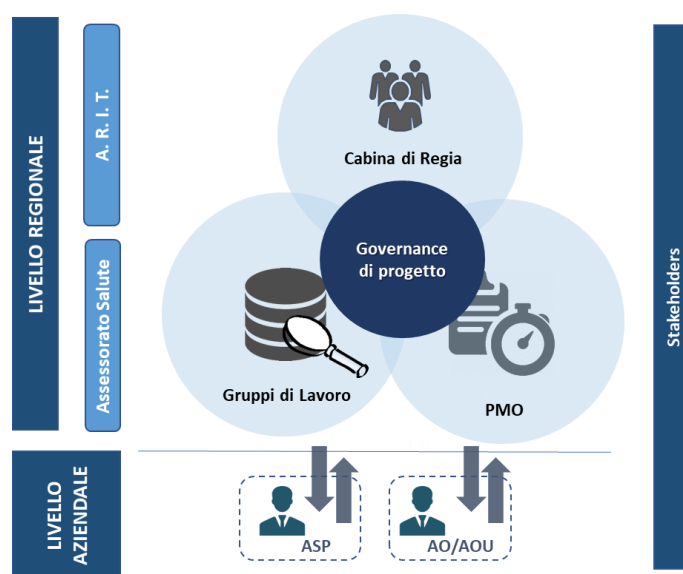 LIVELLO REGIONALE
A. R. I. T.
Assessorato Salute
Cabina di Regia
Governance
di progetto
Gruppi di Lavoro
PMO
Stakeholders
LIVELLO
AZIENDALE
ASP
AO/AOU